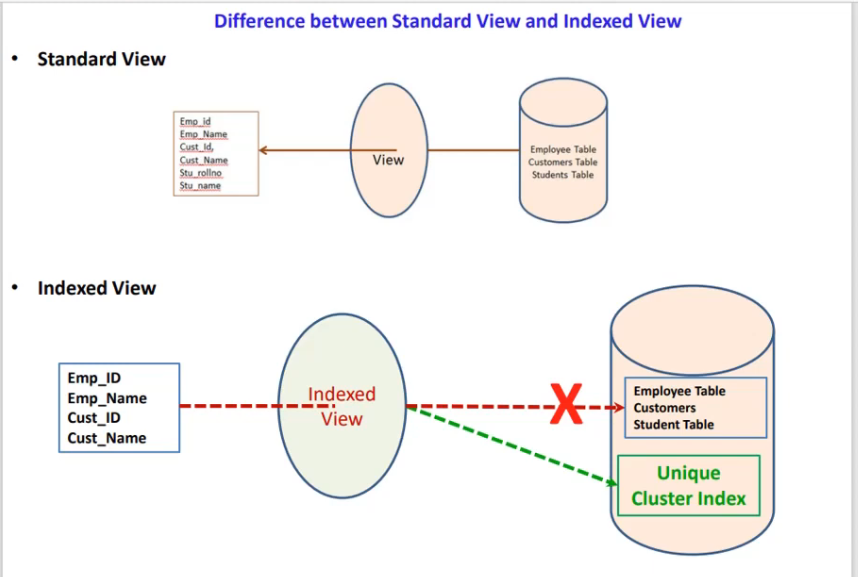 Difference between Standard View and Indexed View
• Standard View
Emp_id
Emp_Name
Cust_Id,
Cust_Name
Stu_rollno
Stu_name
View
Employee Table
Customers Table
Students Table
• Indexed View
Emp_ID
Emp_Name
Cust_ID
Cust_Name
Indexed
View
X
Employee Table
Customers
Student Table
Unique
Cluster Index